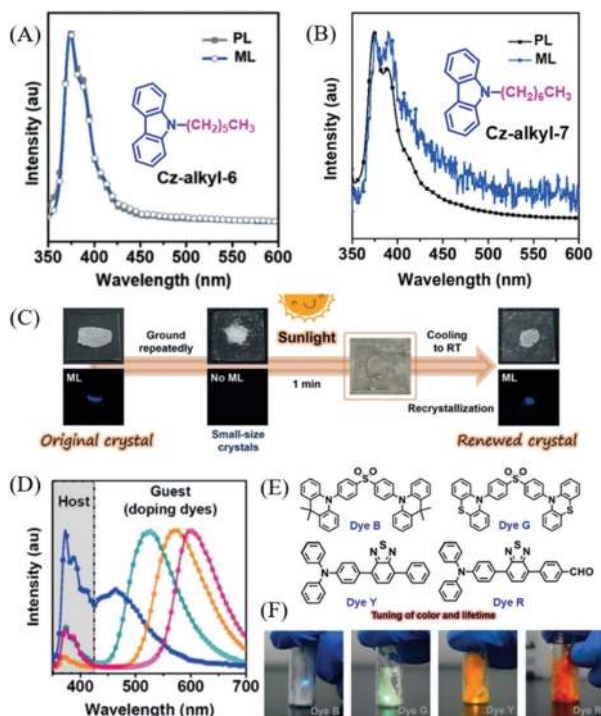 (A)
PL
ML
N-(CH₂)₅CH₃
Cz-alkyl-6
Intensity (au)
350 400 450 500 550 600
Wavelength (nm)
(B)
PL
ML
N-(CH₂)₆CH₃
Cz-alkyl-7
Intensity (au)
350 400 450 500 550 600
Wavelength (nm)
(C)
Ground
repeatedly
Sunlight
Cooling
to RT
ML
No ML
1 min
Recrystallization
ML
Original crystal
Small-size
crystals
Renewed crystal
(D)
Host
Guest
(doping dyes)
Intensity
400 500 600 700
Wavelength (nm)
(E)
O O
S
N N
Dye B
O O
S
N N
S S
Dye G
S
N N
N
Dye Y
S
N N
N
CHO
Dye R
(F)
Tuning of color and lifetime
Dye B
Dye G
Dye Y
Dye R